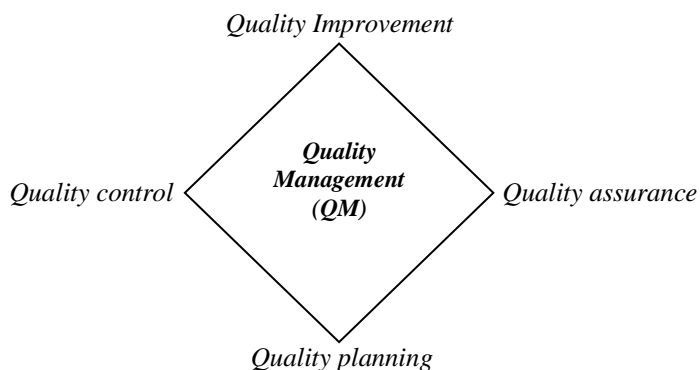 Quality Improvement
Quality
Management
(QM)
Quality control
Quality assurance
Quality planning